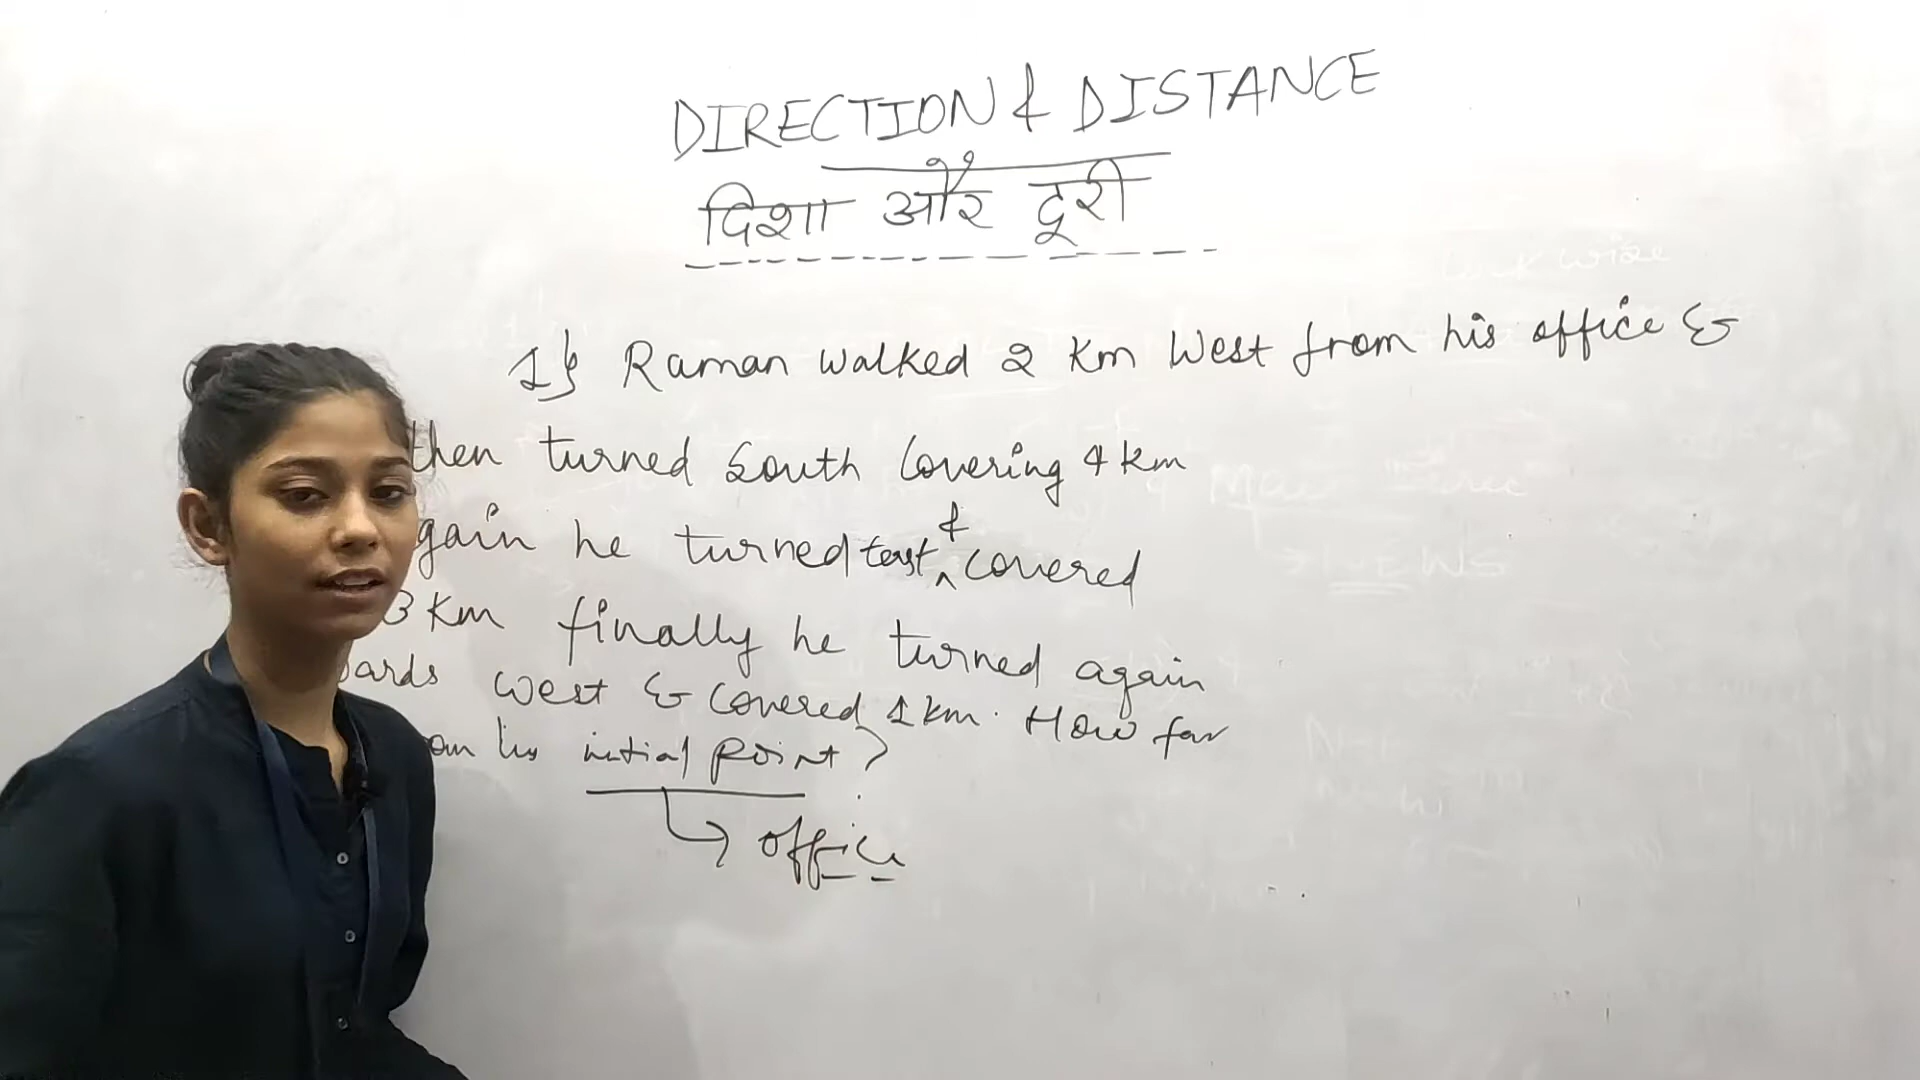 DIRECTION & DISTANCE
दिशा और दूरी
1} Raman walked 2 km West from his office &
then turned South Covering 4 km
gain he turned & covered
3 km finally he turned again
ards west & covered 1 km. How far
om his initial point?
office